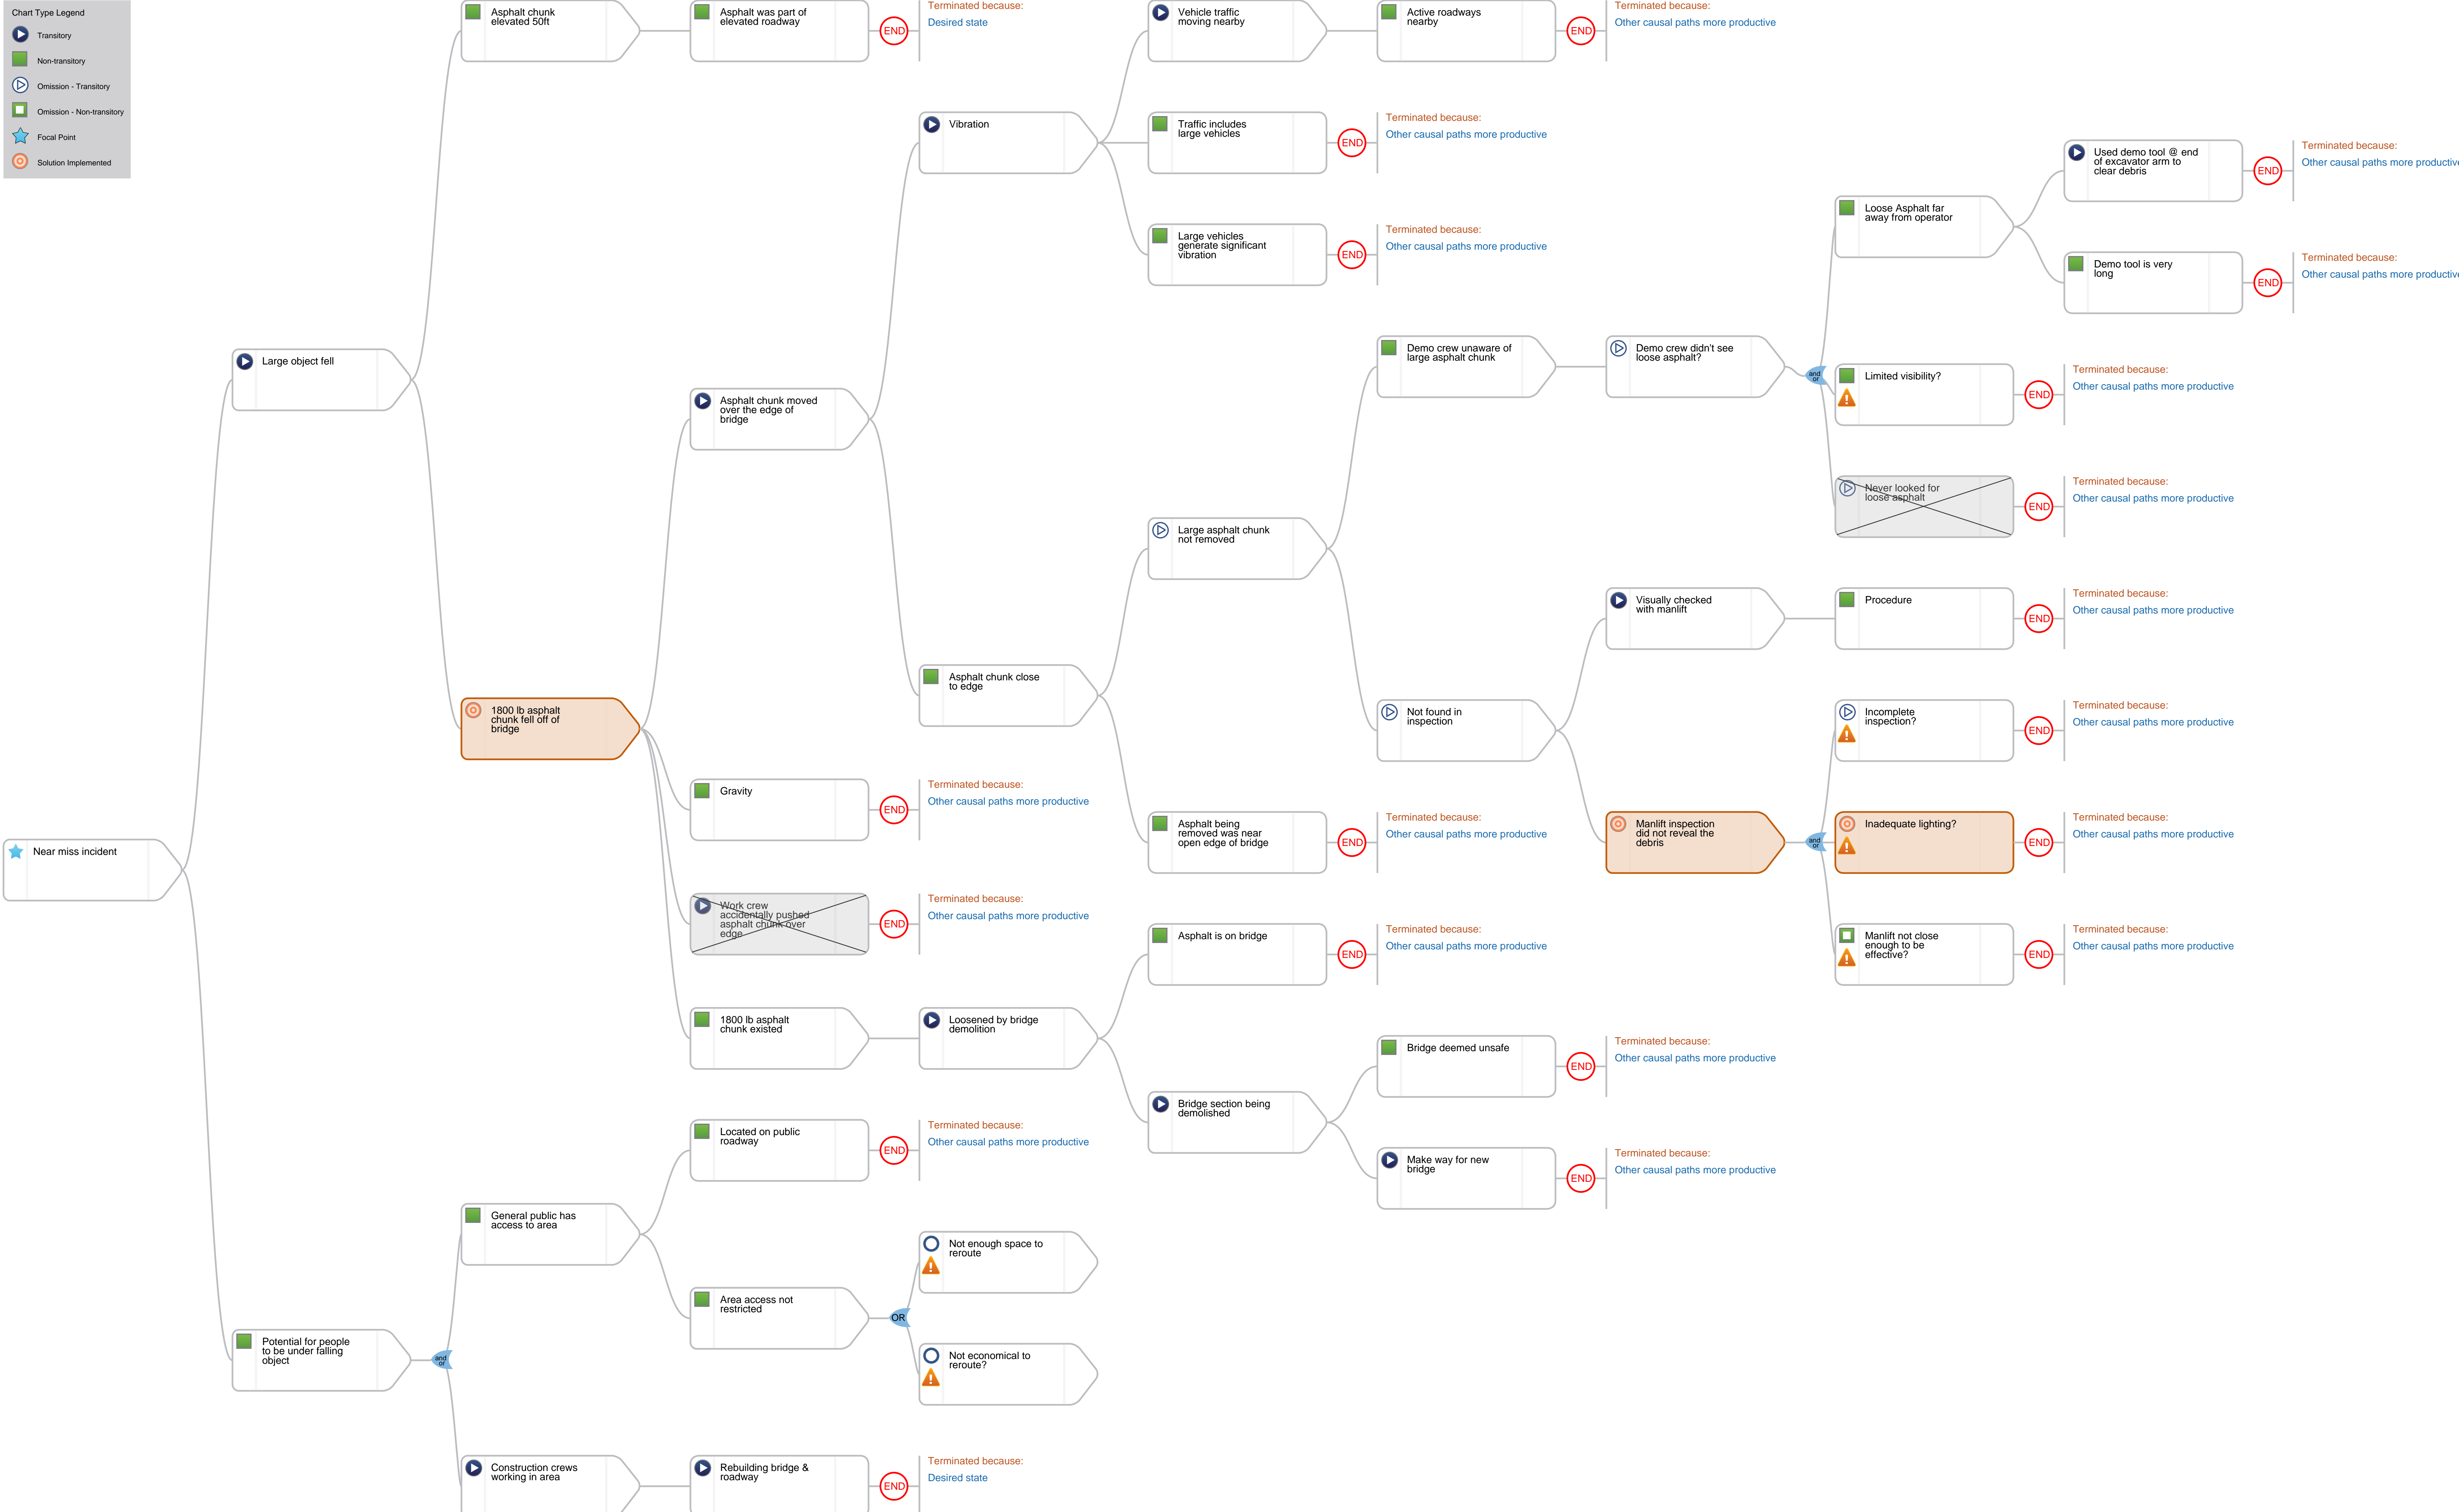 Chart Type Legend
Transitory
Non-transitory
Omission - Transitory
Omission - Non-transitory
Focal Point
Solution Implemented
Near miss incident
Large object fell
Asphalt chunk
elevated 50ft
Asphalt was part of
elevated roadway
END
Terminated because:
Desired state
1800 lb asphalt
chunk fell off of
bridge
Asphalt chunk moved
over the edge of
bridge
Vibration
Vehicle traffic
moving nearby
Active roadways
nearby
END
Terminated because:
Other causal paths more productive
Traffic includes
large vehicles
END
Terminated because:
Other causal paths more productive
Large vehicles
generate significant
vibration
END
Terminated because:
Other causal paths more productive
Asphalt chunk close
to edge
Large asphalt chunk
not removed
Demo crew unaware of
large asphalt chunk
Demo crew didn't see
loose asphalt?
and
or
Loose Asphalt far
away from operator
Used demo tool @ end
of excavator arm to
clear debris
END
Terminated because:
Other causal paths more productive
Demo tool is very
long
END
Terminated because:
Other causal paths more productive
Limited visibility?
END
Terminated because:
Other causal paths more productive
Never looked for
loose asphalt
END
Terminated because:
Other causal paths more productive
Not found in
inspection
Visually checked
with manlift
Procedure
END
Terminated because:
Other causal paths more productive
Manlift inspection
did not reveal the
debris
and
or
Incomplete
inspection?
END
Terminated because:
Other causal paths more productive
Inadequate lighting?
END
Terminated because:
Other causal paths more productive
Manlift not close
enough to be
effective?
END
Terminated because:
Other causal paths more productive
Asphalt being
removed was near
open edge of bridge
END
Terminated because:
Other causal paths more productive
Gravity
END
Terminated because:
Other causal paths more productive
Work crew
accidentally pushed
asphalt chunk over
edge
END
Terminated because:
Other causal paths more productive
1800 lb asphalt
chunk existed
Loosened by bridge
demolition
Asphalt is on bridge
END
Terminated because:
Other causal paths more productive
Bridge section being
demolished
Bridge deemed unsafe
END
Terminated because:
Other causal paths more productive
Make way for new
bridge
END
Terminated because:
Other causal paths more productive
Potential for people
to be under falling
object
and
or
General public has
access to area
Located on public
roadway
END
Terminated because:
Other causal paths more productive
Area access not
restricted
OR
Not enough space to
reroute
Not economical to
reroute?
Construction crews
working in area
Rebuilding bridge &
roadway
END
Terminated because:
Desired state